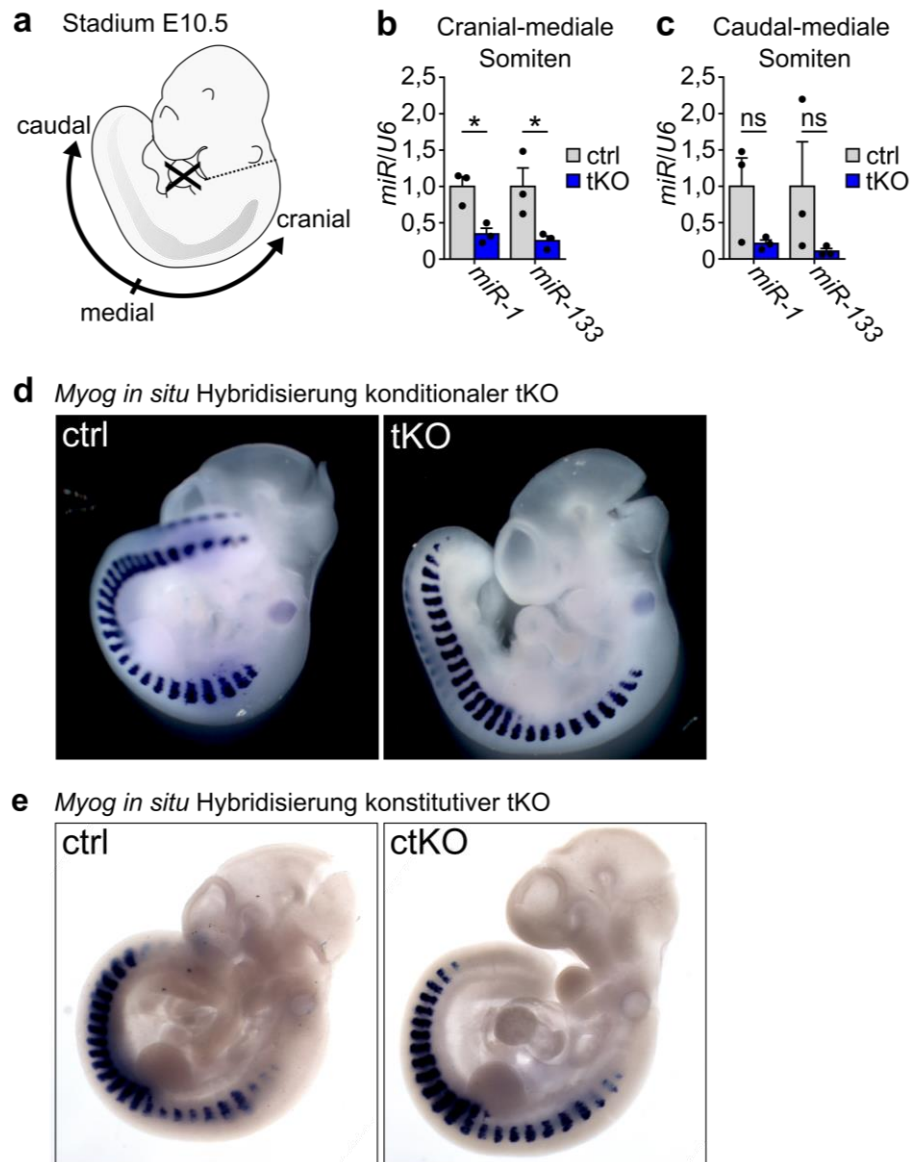 a Stadium E10.5
caudal
cranial
medial
b Cranial-mediale
Somiten
miR/U6
2,5
2,0
1,5
1,0
0,5
0
* *
ctrl
tKO
miR-1
miR-133
c Caudal-mediale
Somiten
miR/U6
2,5
2,0
1,5
1,0
0,5
0
ns ns
ctrl
tKO
miR-1
miR-133
d Myog in situ Hybridisierung konditionaler tKO
ctrl
tKO
e Myog in situ Hybridisierung konstitutiver tKO
ctrl
ctKO